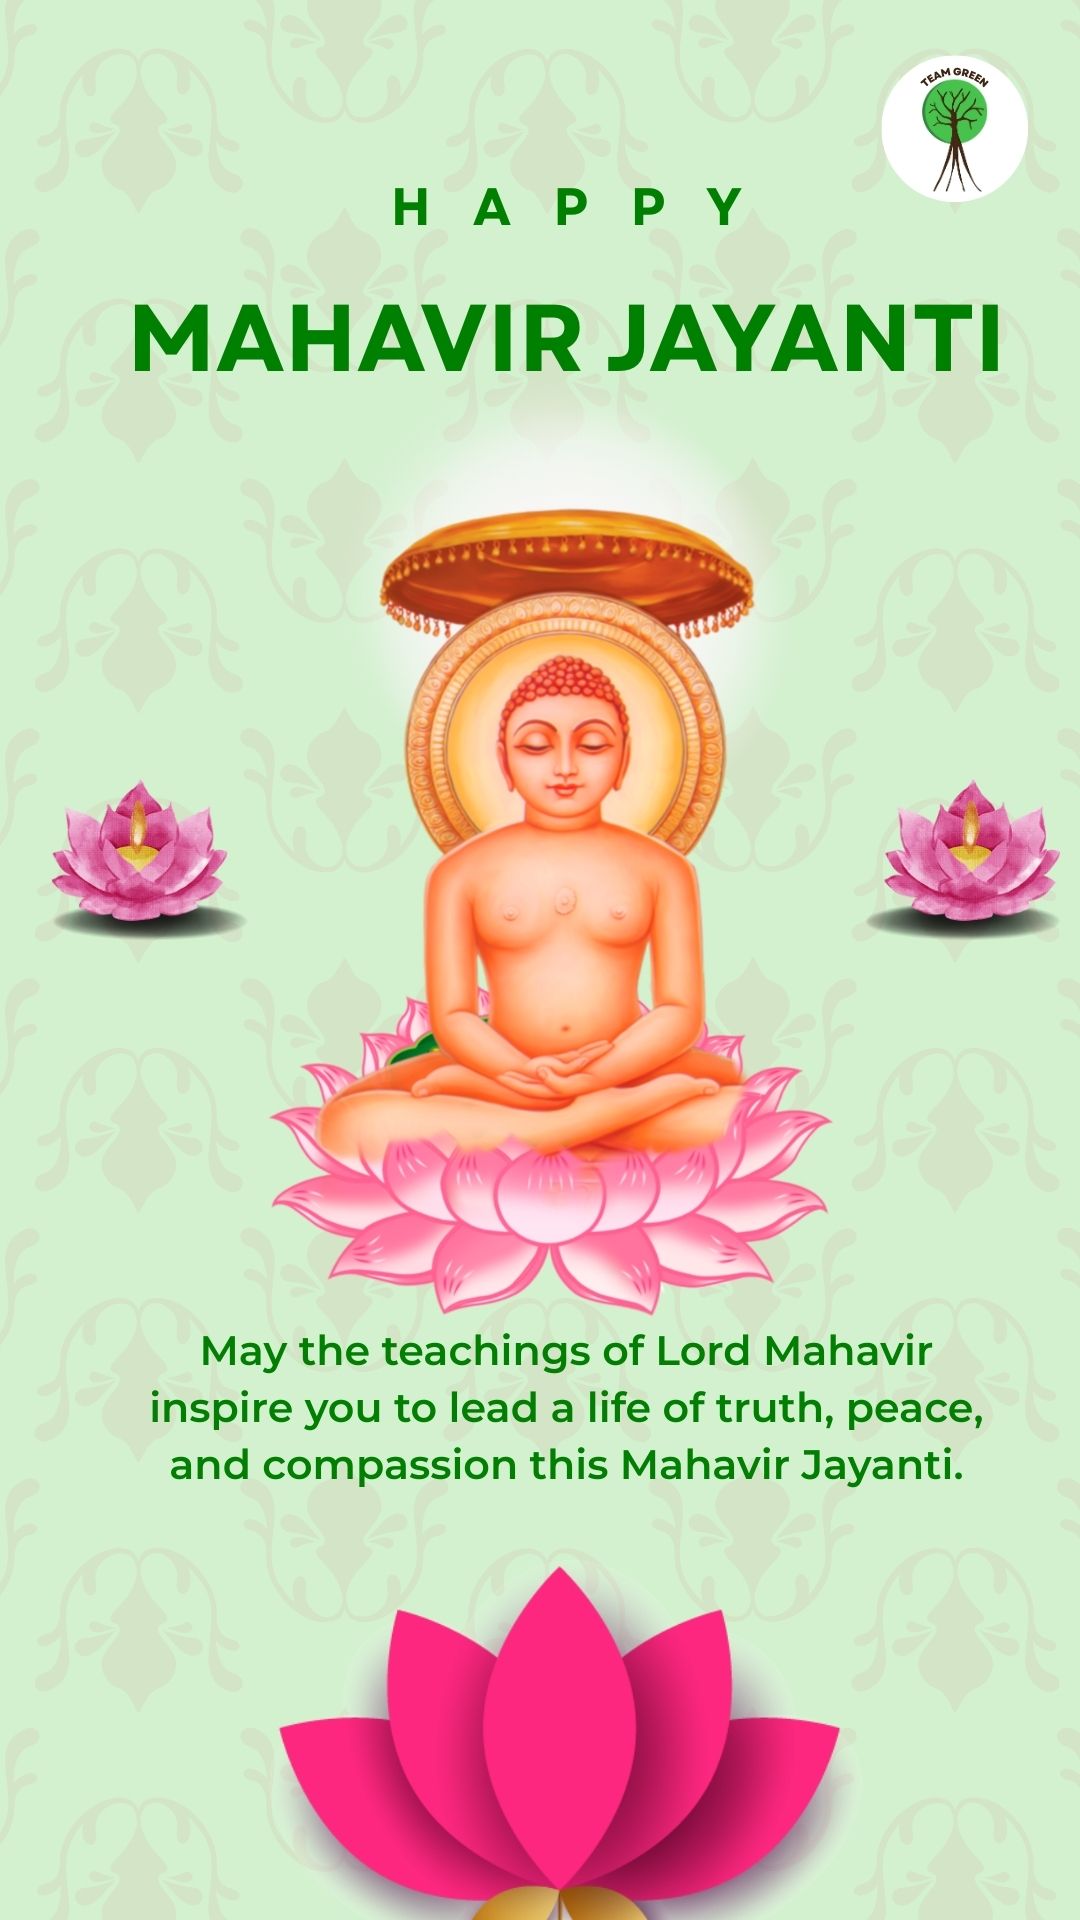 TEAM GREEN
HAPPY
MAHAVIR JAYANTI
May the teachings of Lord Mahavir
inspire you to lead a life of truth, peace,
and compassion this Mahavir Jayanti.